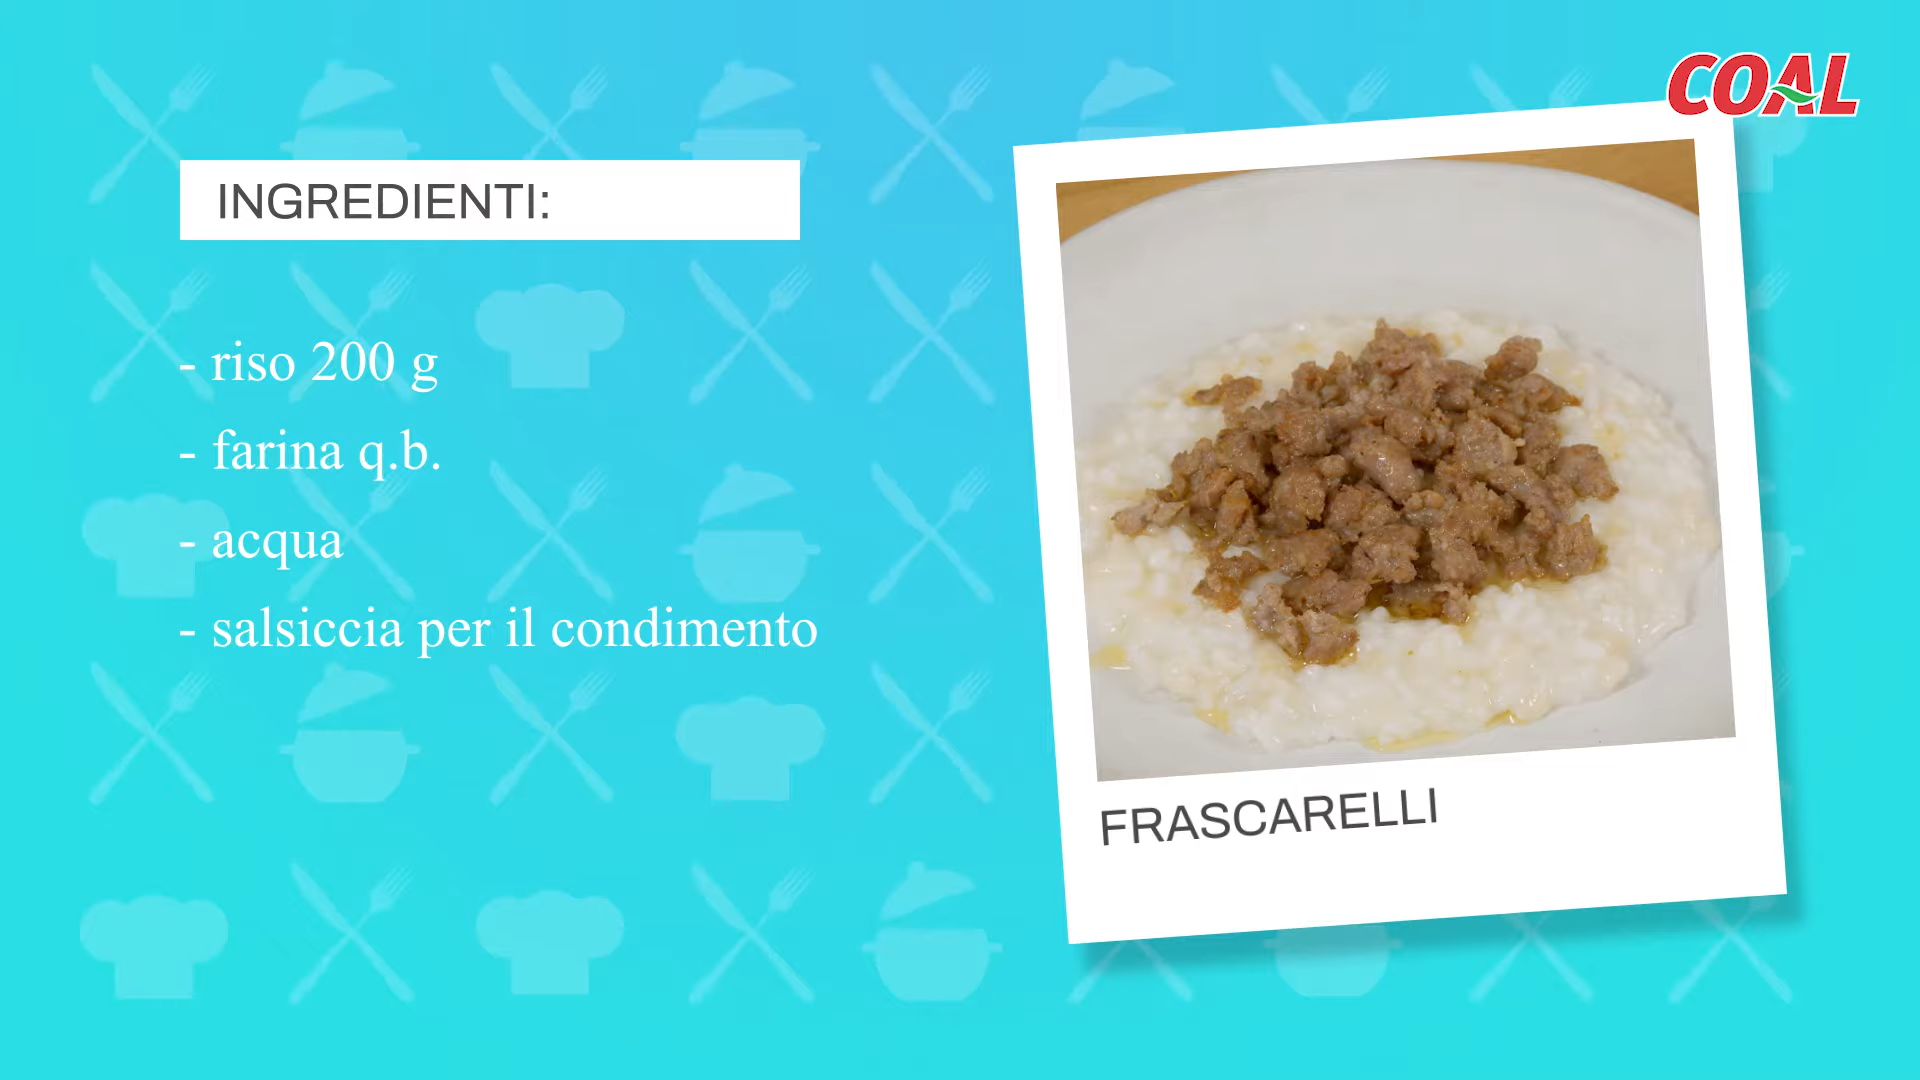 COAL
INGREDIENTI:
- riso 200 g
- farina q.b.
- acqua
- salsiccia per il condimento
FRASCARELLI